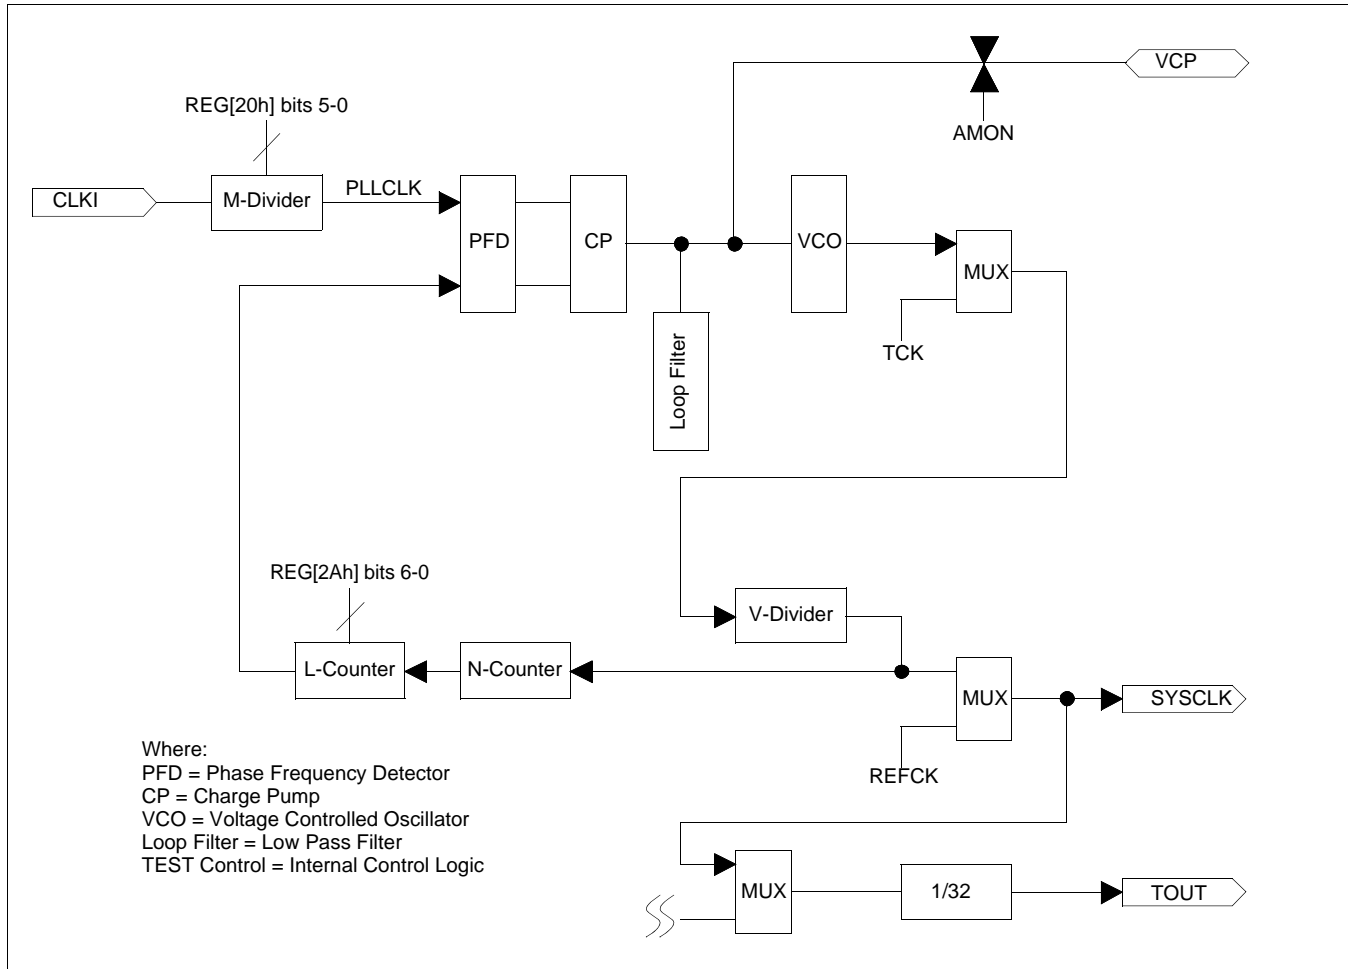 VCP
AMON
REG[20h] bits 5-0
CLKI
M-Divider
PLLCLK
PFD
CP
VCO
MUX
TCK
Loop Filter
REG[2Ah] bits 6-0
V-Divider
L-Counter
N-Counter
MUX
SYSCLK
REFCK
Where:
PFD = Phase Frequency Detector
CP = Charge Pump
VCO = Voltage Controlled Oscillator
Loop Filter = Low Pass Filter
TEST Control = Internal Control Logic
MUX
1/32
TOUT